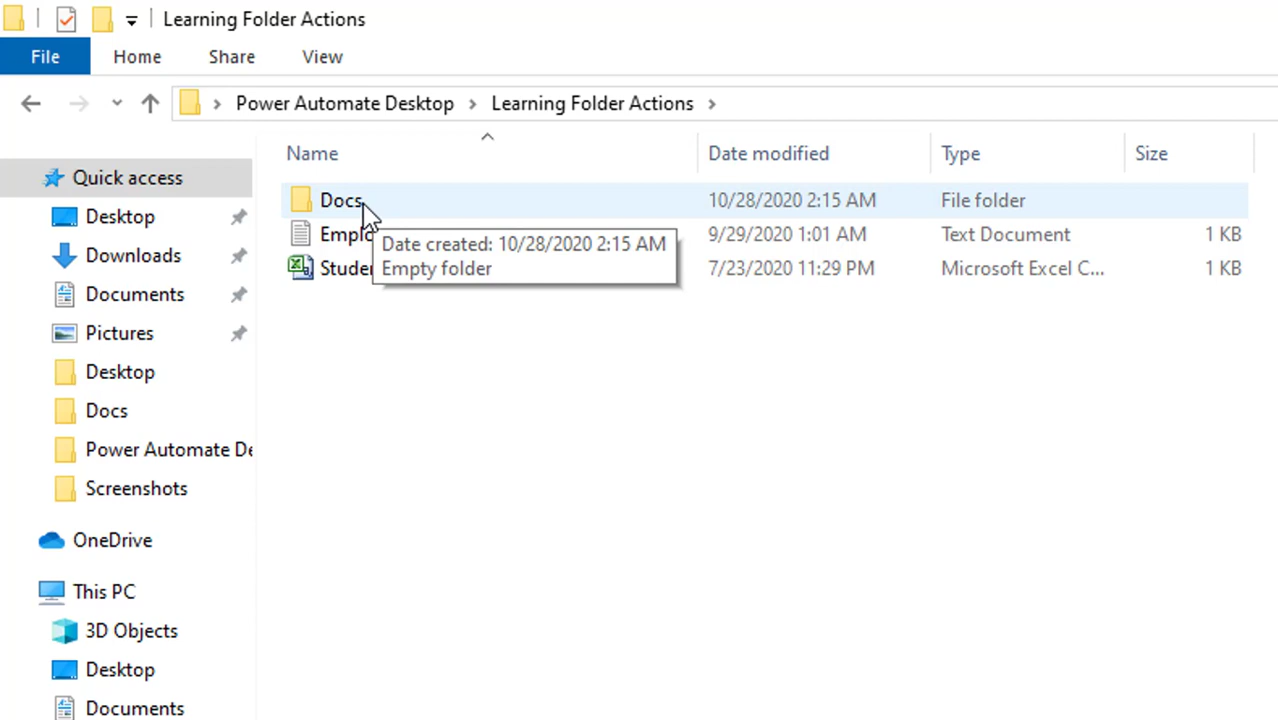 Learning Folder Actions
File Home Share View
Power Automate Desktop Learning Folder Actions
Name Date modified Type Size
Quick access
Desktop
Downloads
Documents
Pictures
Desktop
Docs
Power Automate
Screenshots
OneDrive
This PC
3D Objects
Desktop
Documents
Docs 10/28/2020 2:15 AM File folder
9/29/2020 1:01 AM Text Document 1 KB
7/23/2020 11:29 PM Microsoft Excel C... 1 KB
Date created: 10/28/2020 2:15 AM
Empty folder